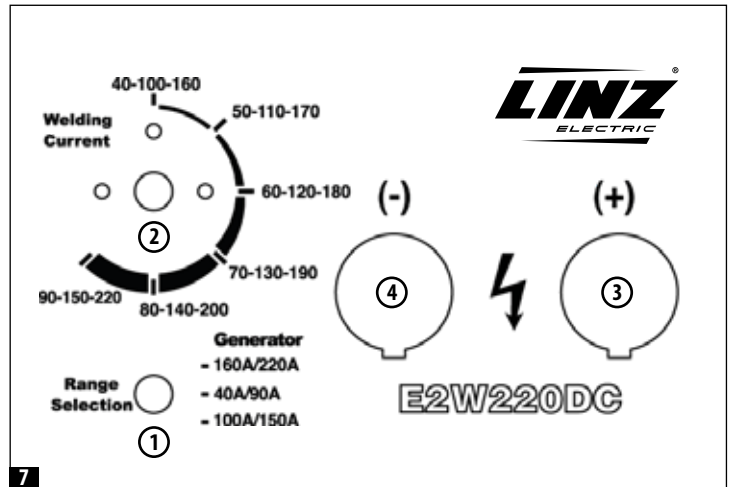 40-100-160
LINZ®
ELECTRIC
50-110-170
Welding
Current
60-120-180
(-)
(+)
2
4
3
70-130-190
90-150-220
80-140-200
Generator
- 160A/220A
Range
Selection
- 40A/90A
- 100A/150A
E2W220DC
1
7